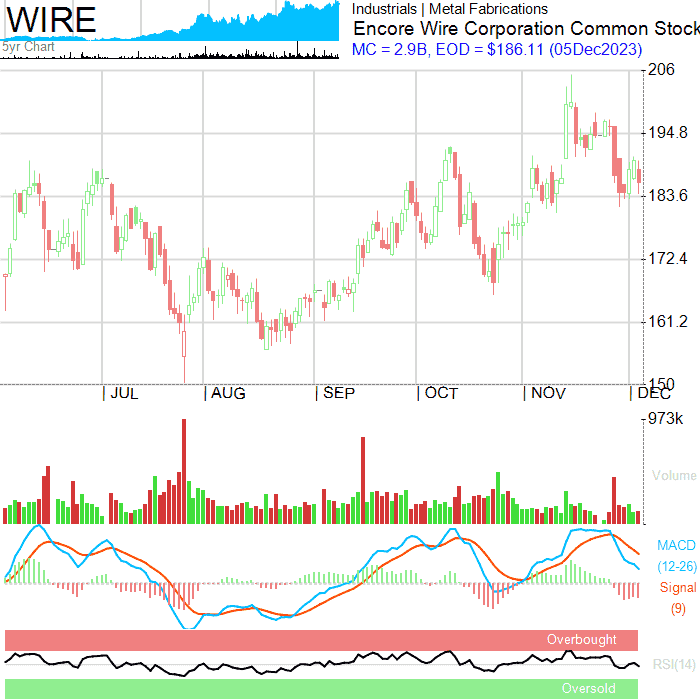 WIRE
5yr Chart
Industrials | Metal Fabrications
Encore Wire Corporation Common Stock
MC = 2.9B, EOD = $186.11 (05Dec2023)
206
194.8
183.6
172.4
161.2
150
| JUL | AUG | SEP | OCT | NOV | DEC
973k
Volume
MACD
(12-26)
Signal
(9)
Overbought
RSI(14)
Oversold